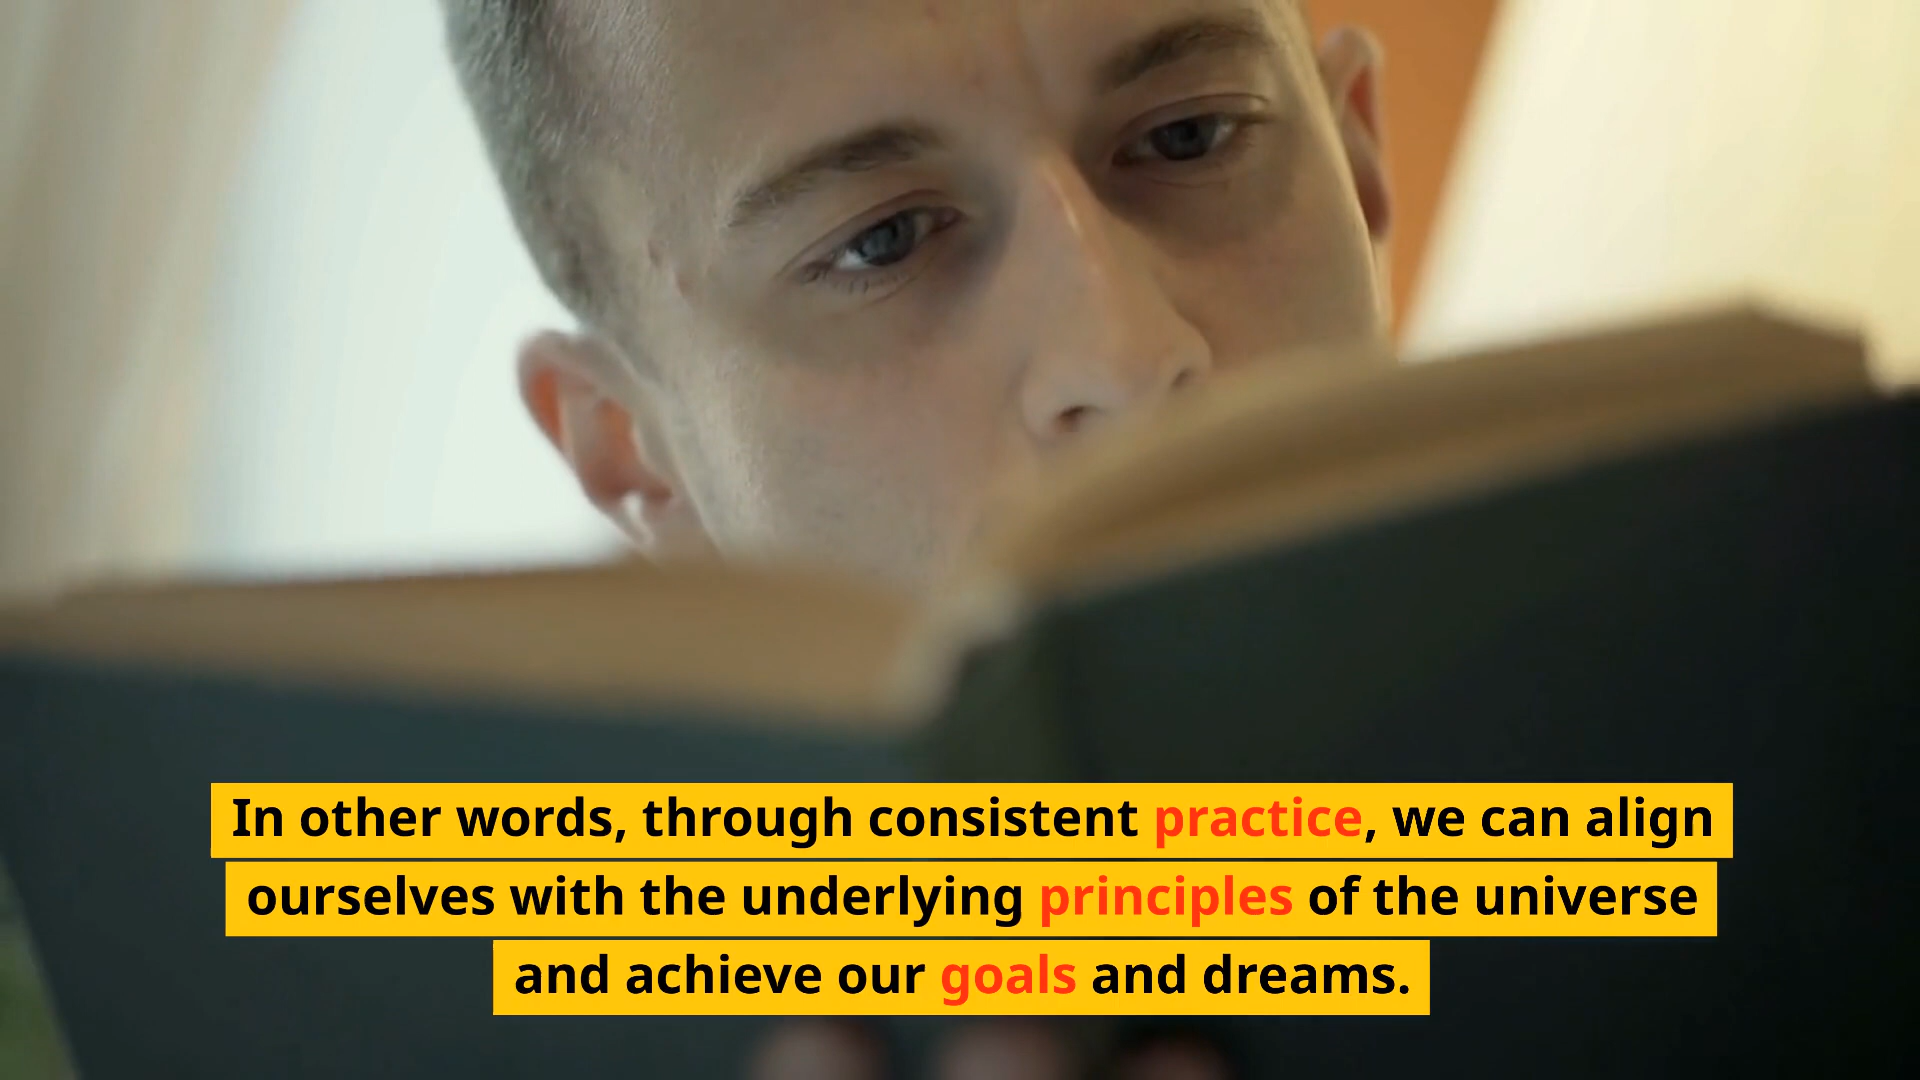 In other words, through consistent practice, we can align
ourselves with the underlying principles of the universe
and achieve our goals and dreams.